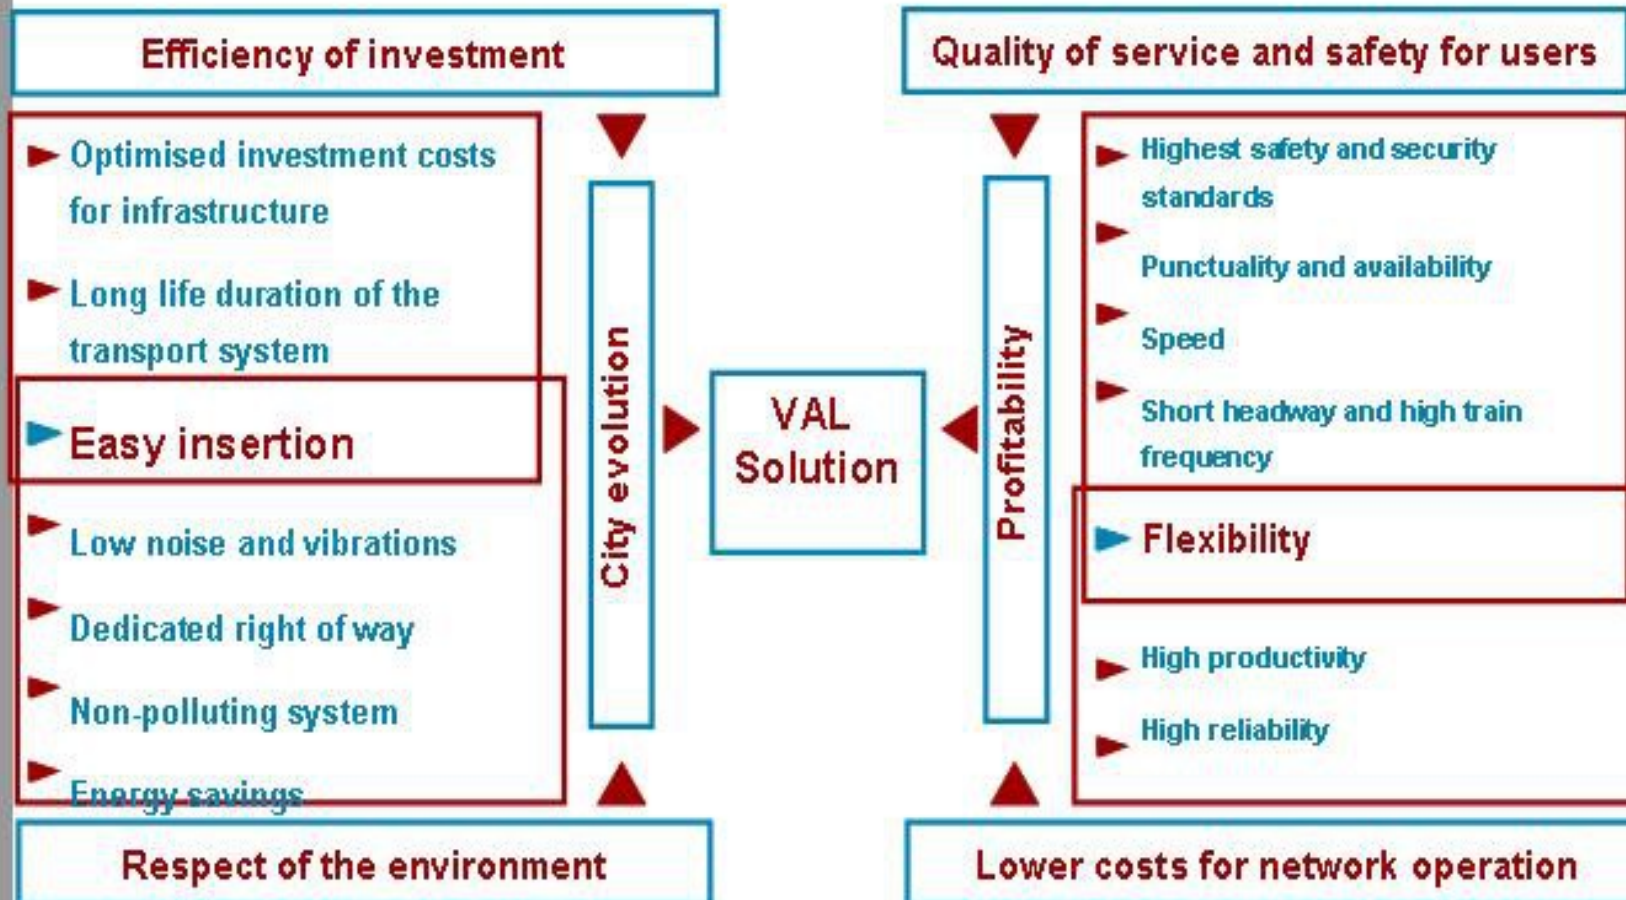 Efficiency of investment
Quality of service and safety for users
Optimised investment costs
for infrastructure
Long life duration of the
transport system
Easy insertion
Low noise and vibrations
Dedicated right of way
Non-polluting system
Energy savings
City evolution
VAL
Solution
Profitability
Highest safety and security
standards
Punctuality and availability
Speed
Short headway and high train
frequency
Flexibility
High productivity
High reliability
Respect of the environment
Lower costs for network operation